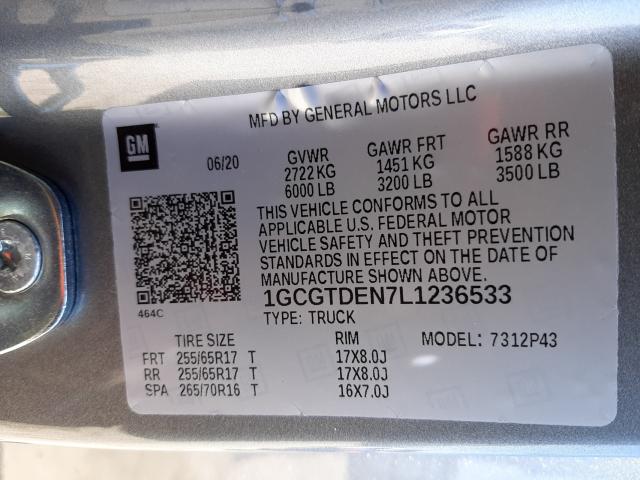 MFD BY GENERAL MOTORS LLC
GM
06/20
GVWR GAWR FRT GAWR RR
2722 KG 1451 KG 1588 KG
6000 LB 3200 LB 3500 LB
THIS VEHICLE CONFORMS TO ALL
APPLICABLE U.S. FEDERAL MOTOR
VEHICLE SAFETY AND THEFT PREVENTION
STANDARDS IN EFFECT ON THE DATE OF
MANUFACTURE SHOWN ABOVE.
464C
1GCGTDEN7L1236533
TYPE: TRUCK
TIRE SIZE RIM MODEL: 7312P43
FRT 255/65R17 T 17X8.0J
RR 255/65R17 T 17X8.0J
SPA 265/70R16 T 16X7.0J